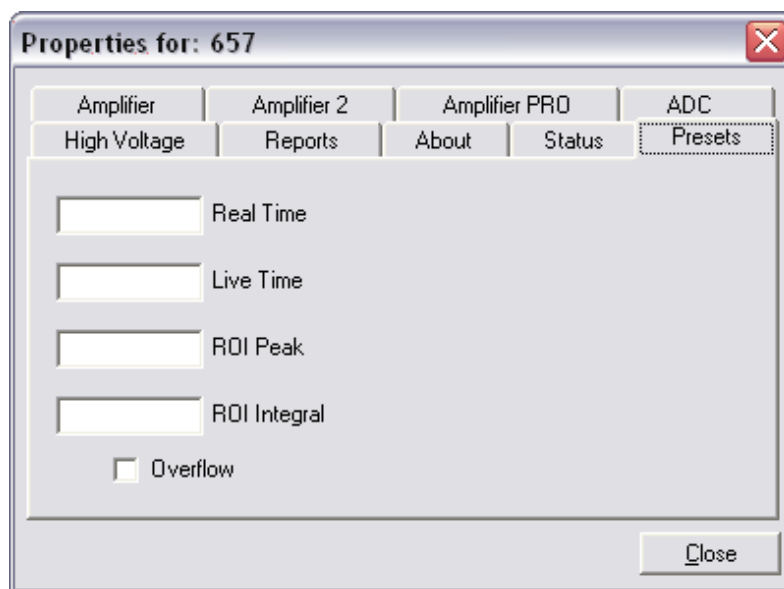 Properties for: 657
Amplifier Amplifier 2 Amplifier PRO ADC
High Voltage Reports About Status Presets
Real Time
Live Time
ROI Peak
ROI Integral
Overflow
Close